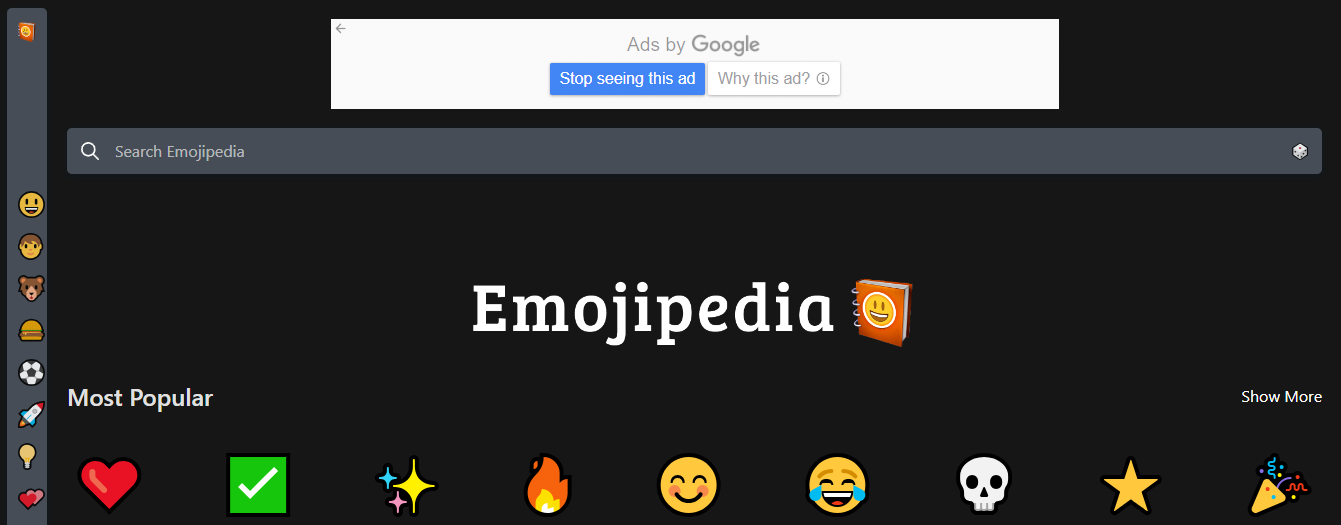 Ads by Google
Stop seeing this ad Why this ad?
Search Emojipedia
Emojipedia
Most Popular
Show More